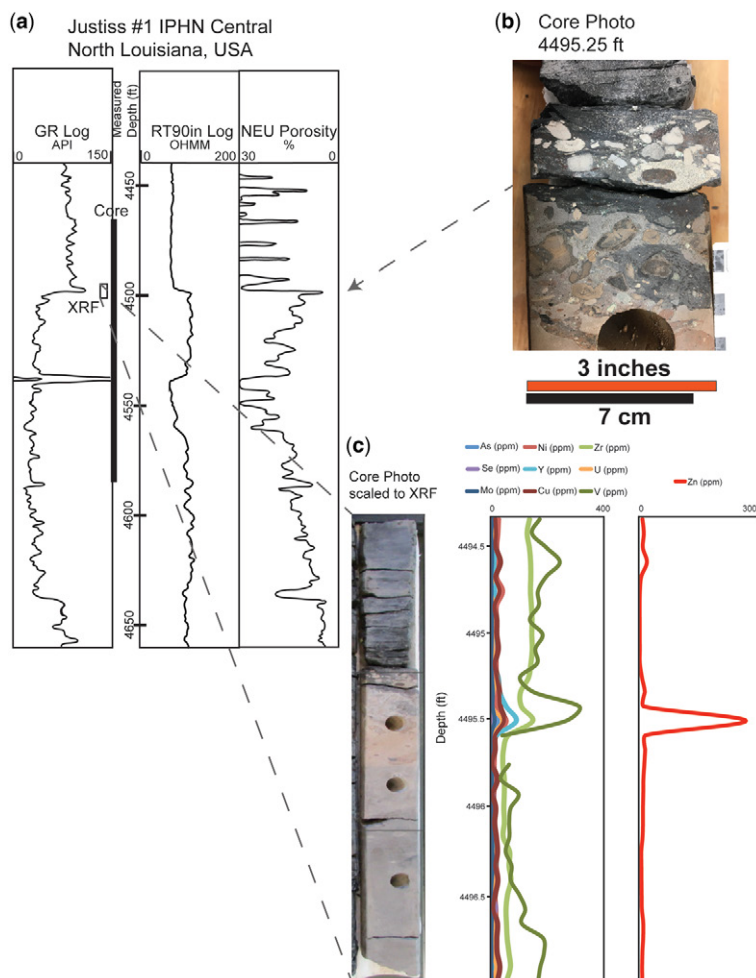 (a)
Justiss #1 IPHN Central
North Louisiana, USA
GR Log
API
0 150
Measured
Depth (ft)
RT90in Log
OHMM
0 200
NEU Porosity
%
30 0
4450
Core
4500
XRF
4550
4600
4650
(b) Core Photo
4495.25 ft
3 inches
7 cm
(c)
Core Photo
scaled to XRF
As (ppm) Ni (ppm) Zr (ppm)
Se (ppm) Y (ppm) U (ppm)
Mo (ppm) Cu (ppm) V (ppm)
Zn (ppm)
0 400
0 300
Depth (ft)
4494.5
4495
4495.5
4496
4496.5